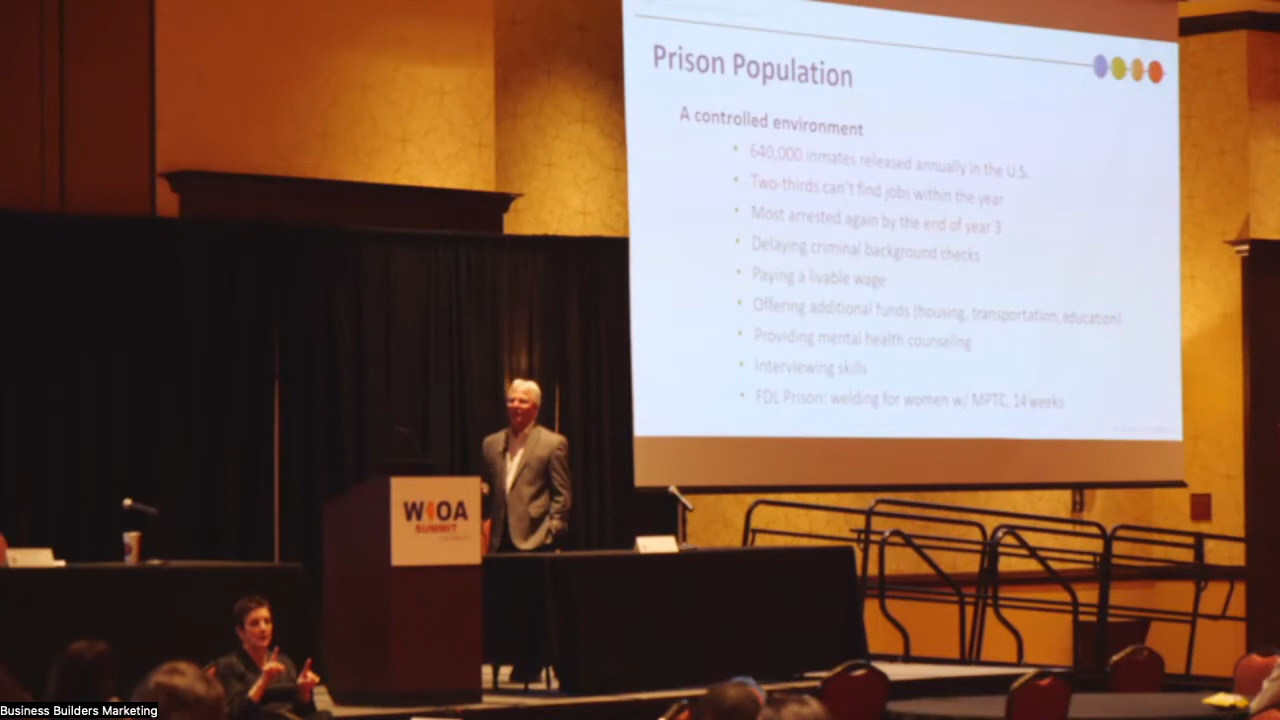 Prison Population
A controlled environment
• 640,000 inmates released annually in the U.S.
• Two-thirds can't find jobs within the year
• Most arrested again by the end of year 3
• Delaying criminal background checks
• Paying a livable wage
• Offering additional funds (housing, transportation, education)
• Providing mental health counseling
• Interviewing skills
• FDL Prison: welding for women w/ MPTC, 14 weeks
WIOA
SUMMIT
Business Builders Marketing